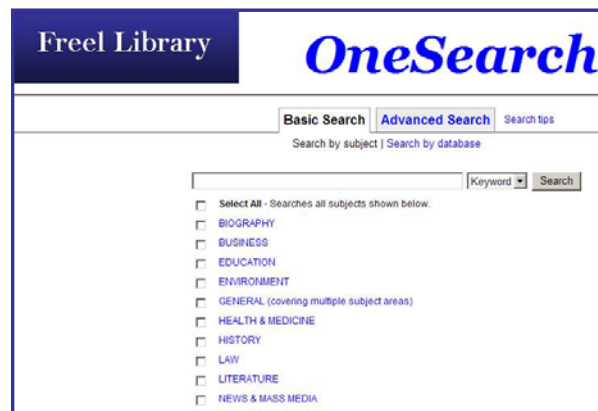 Freel Library
OneSearch
Basic Search Advanced Search Search tips
Search by subject | Search by database
Keyword Search
Select All - Searches all subjects shown below.
BIOGRAPHY
BUSINESS
EDUCATION
ENVIRONMENT
GENERAL (covering multiple subject areas)
HEALTH & MEDICINE
HISTORY
LAW
LITERATURE
NEWS & MASS MEDIA